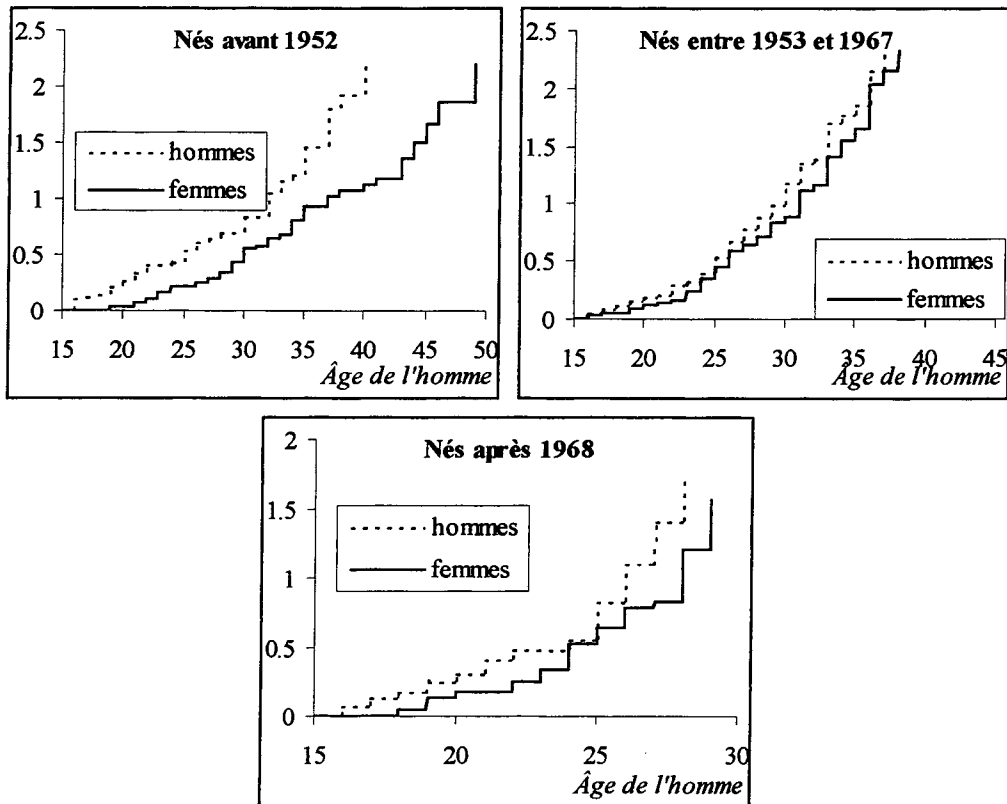 Nés avant 1952
2.5
2
1.5
1
0.5
0
hommes
femmes
15 20 25 30 35 40 45 50
Âge de l'homme
Nés entre 1953 et 1967
2.5
2
1.5
1
0.5
0
hommes
femmes
15 20 25 30 35 40 45
Âge de l'homme
Nés après 1968
2
1.5
1
0.5
0
hommes
femmes
15 20 25 30
Âge de l'homme